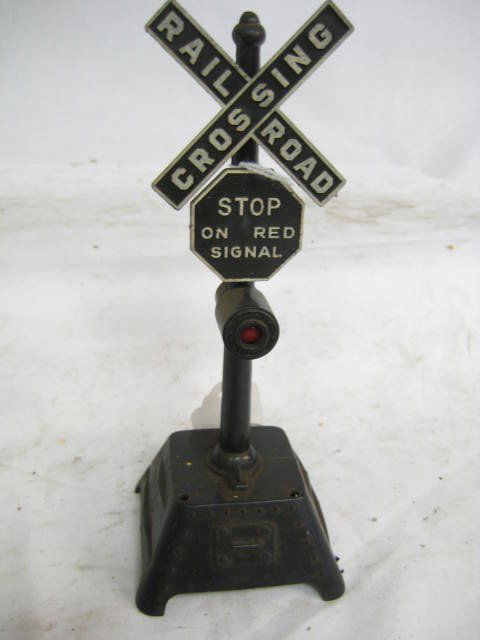 RAIL ROAD
CROSSING
STOP
ON RED
SIGNAL